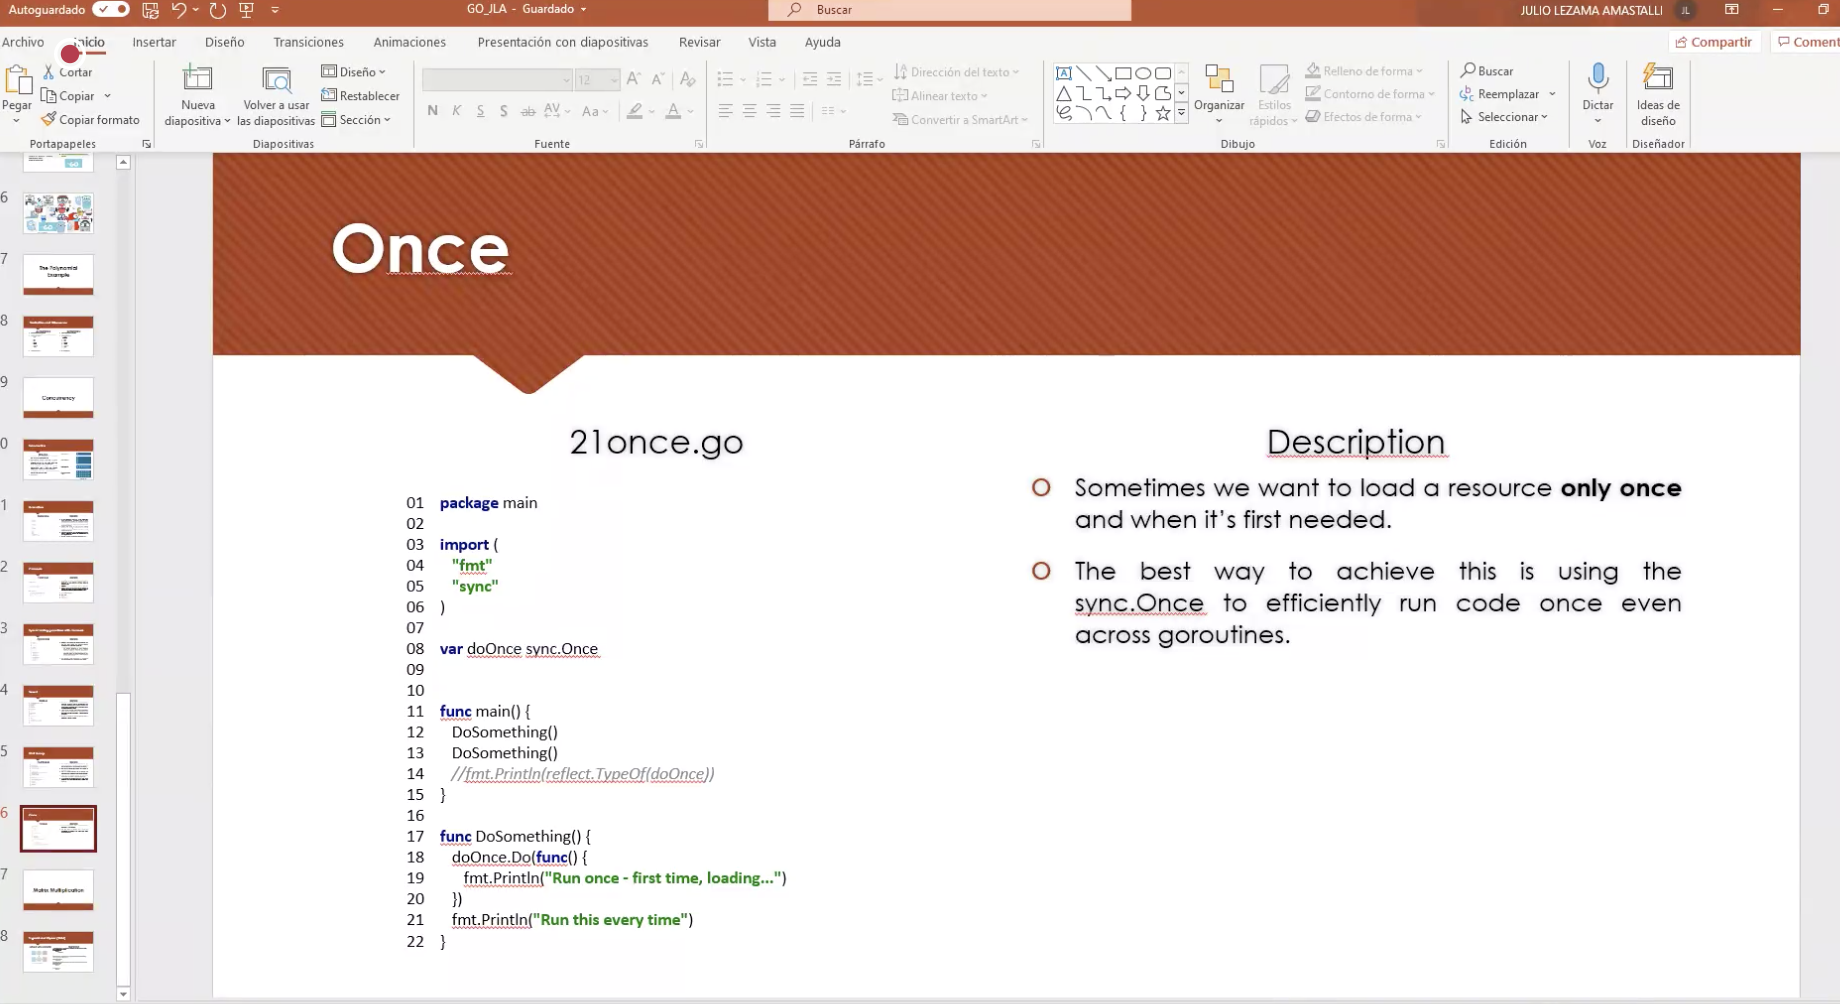 Autoguardado
GO_JLA - Guardado
Buscar
JULIO LEZAMA AMASTALLI
JL
Archivo
Inicio
Insertar
Diseño
Transiciones
Animaciones
Presentación con diapositivas
Revisar
Vista
Ayuda
Compartir
Coment
Pegar
Cortar
Copiar
Copiar formato
Portapapeles
Nueva
diapositiva
Volver a usar
las diapositivas
Diseño
Restablecer
Sección
Diapositivas
12
N K S S ab AV Aa A
Fuente
Dirección del texto
Alinear texto
Convertir a SmartArt
Párrafo
Organizar
Estilos
rápidos
Relleno de forma
Contorno de forma
Efectos de forma
Dibujo
Buscar
Reemplazar
Seleccionar
Edición
Dictar
Voz
Ideas de
diseño
Diseñador
6
7
The Polynomial
Example
8
9
Concurrency
0
1
2
3
4
5
6
7
Matrix Multiplication
8
Once
21once.go
01 package main
02
03 import (
04 "fmt"
05 "sync"
06 )
07
08 var doOnce sync.Once
09
10
11 func main() {
12 DoSomething()
13 DoSomething()
14 //fmt.Println(reflect.TypeOf(doOnce))
15 }
16
17 func DoSomething() {
18 doOnce.Do(func() {
19 fmt.Println("Run once - first time, loading...")
20 })
21 fmt.Println("Run this every time")
22 }
Description
Sometimes we want to load a resource only once
and when it's first needed.
The best way to achieve this is using the
sync.Once to efficiently run code once even
across goroutines.